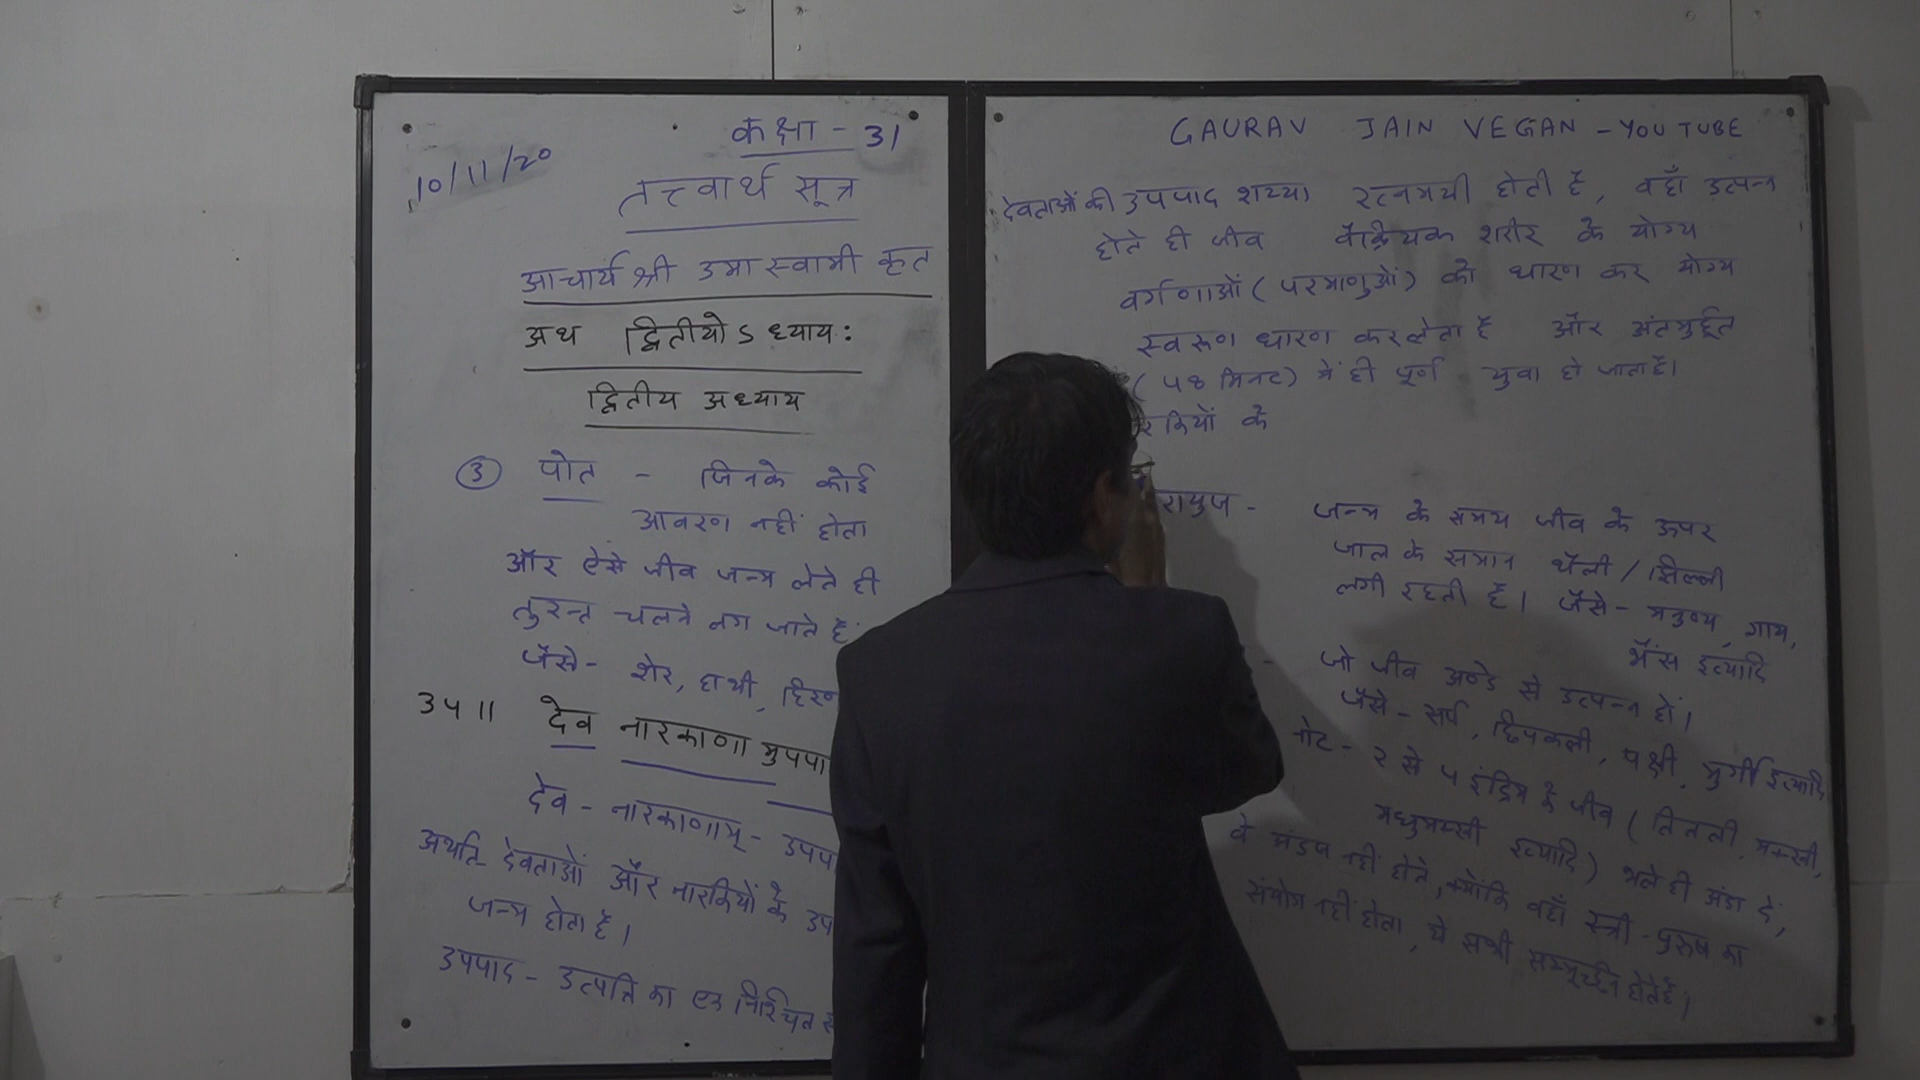 10/11/20
कक्षा - 31
तत्त्वार्थ सूत्र
आचार्य श्री उमास्वामी कृत
अथ द्वितीयोऽध्यायः
द्वितीय अध्याय
③ पोत - जिनके कोई
आवरण नहीं होता
और ऐसे जीव जन्म लेते ही
तुरन्त चलने लग जाते हैं
जैसे- शेर, हाथी, हिरण
34॥ देव नारकाणामुपपा
देव - नारकाणाम् - उपपा
अर्थात- देवताओं और नारकियों के उप
जन्म होता है।
उपपाद - उत्पत्ति का एक निश्चित
GAURAV JAIN VEGAN - YOUTUBE
देवताओं की उपपाद शय्या रत्नमयी होती है, वहाँ उत्पन्न
होते ही जीव वैक्रियक शरीर के योग्य
वर्गणाओं (परमाणुओं) को धारण कर योग्य
स्वरूप धारण कर लेता है और अंतमुर्हूत
(48 मिनट) में ही पूर्ण युवा हो जाता है।
रकियों के
रायुज - जन्म के समय जीव के ऊपर
जाल के समान थैली / झिल्ली
लगी रहती है। जैसे - मनुष्य, गाय,
भैंस इत्यादि
- जो जीव अण्डे से उत्पन्न हों।
जैसे - सर्प, छिपकली, पक्षी, मुर्गी इत्यादि
नोट - 2 से 4 इंद्रिय के जीव (तितली, मक्खी,
मधुमक्खी इत्यादि) भले ही अंडा दें,
वे अंडज नहीं होते, क्योंकि वहाँ स्त्री - पुरुष का
संयोग नहीं होता, ये सभी सम्मूर्च्छन होते हैं।